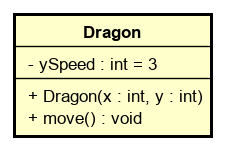 Dragon
- ySpeed : int = 3
+ Dragon(x : int, y : int)
+ move() : void